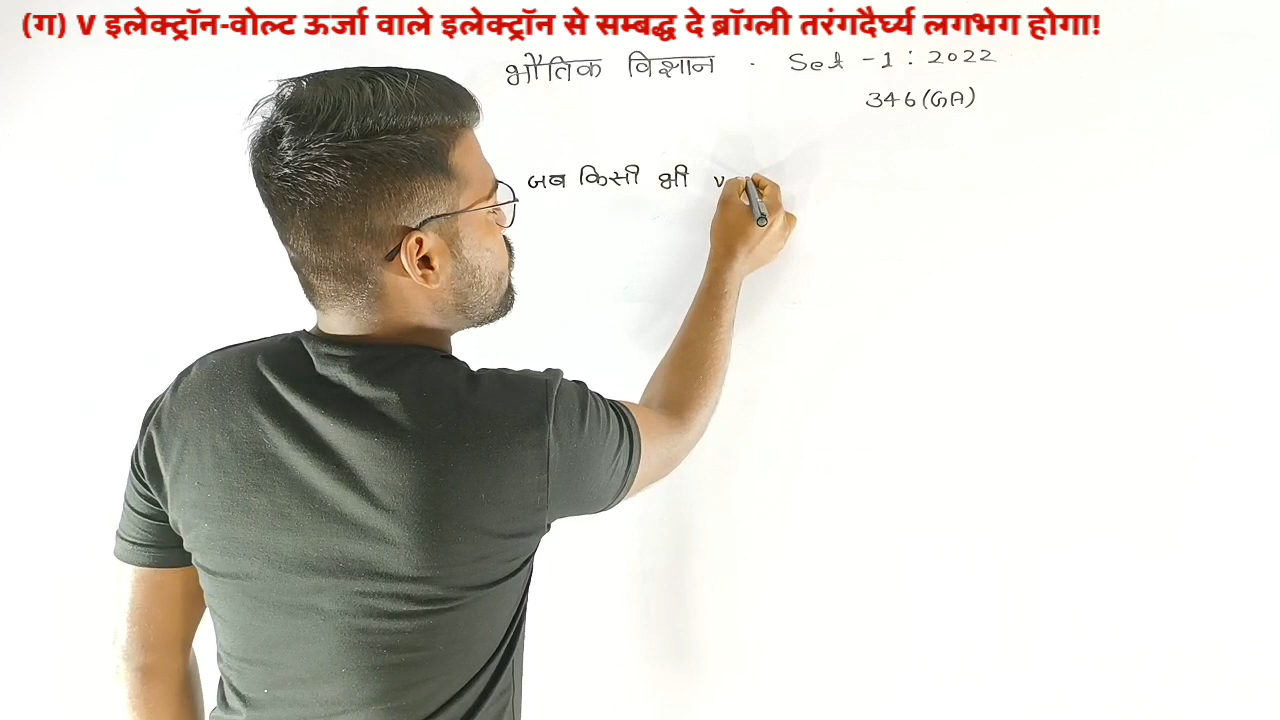 (ग) V इलेक्ट्रॉन-वोल्ट ऊर्जा वाले इलेक्ट्रॉन से सम्बद्ध दे ब्रॉग्ली तरंगदैर्घ्य लगभग होगा!
भौतिक विज्ञान . Set - 1 : 2022
346 (GA)
जब किसी भी v